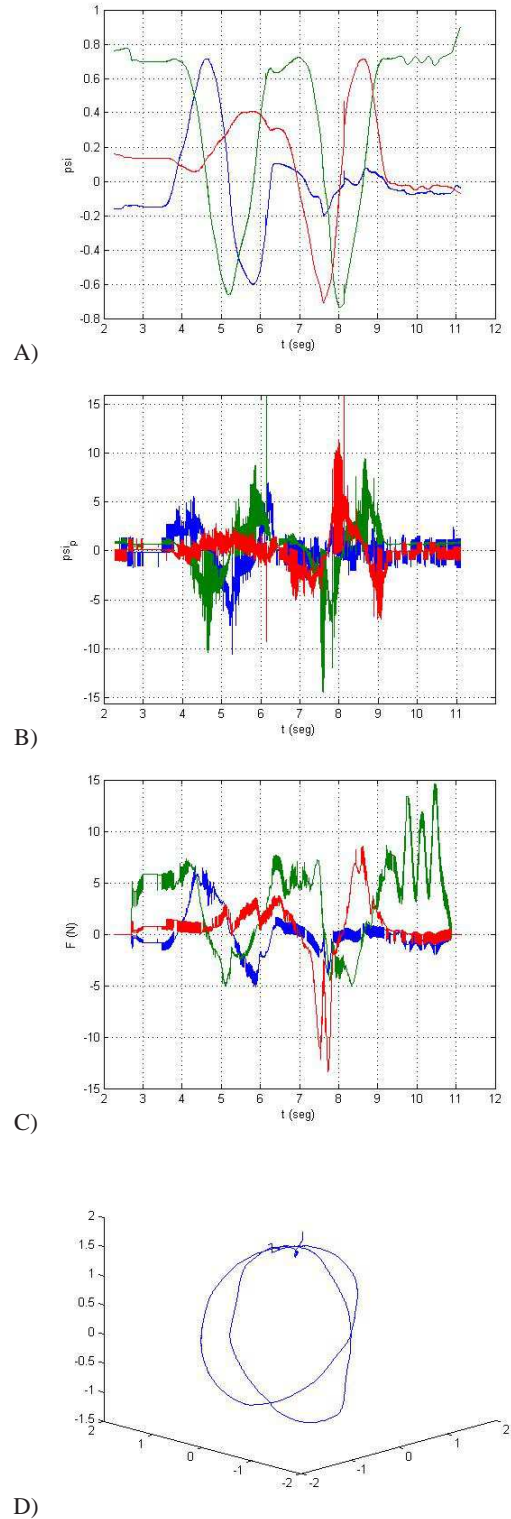 1
0.8
0.6
0.4
0.2
0
-0.2
-0.4
-0.6
-0.8
psi
2 3 4 5 6 7 8 9 10 11 12
t (seg)
A)
15
10
5
0
-5
-10
-15
psi_p
2 3 4 5 6 7 8 9 10 11 12
t (seg)
B)
15
10
5
0
-5
-10
-15
F (N)
2 3 4 5 6 7 8 9 10 11 12
t (seg)
C)
2
1.5
1
0.5
0
-0.5
-1
-1.5
2 1 0 -1 -2
-2 -1 0 1 2
D)